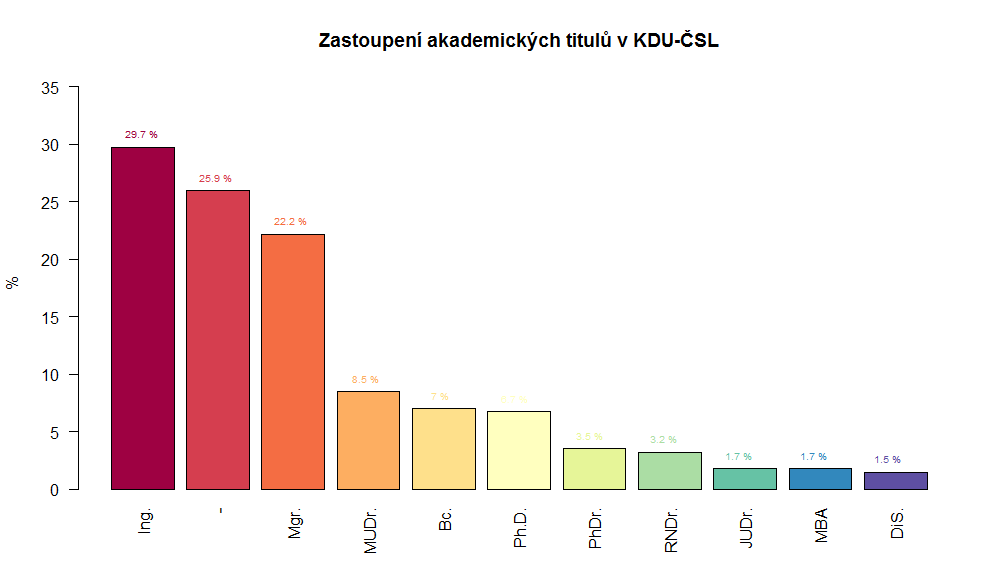 Zastoupení akademických titulů v KDU-ČSL
%
35
30
25
20
15
10
5
0
29.7 %
25.9 %
22.2 %
8.5 %
7 %
3.5 %
3.2 %
1.7 %
1.7 %
1.5 %
Ing.
-
Mgr.
MUDr.
Bc.
Ph.D.
PhDr.
RNDr.
JUDr.
MBA
DiS.